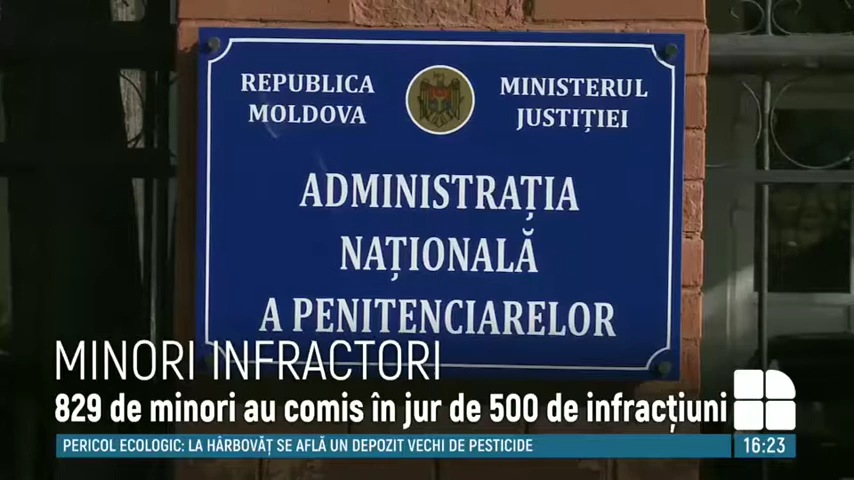 REPUBLICA
MOLDOVA
MINISTERUL
JUSTIȚIEI
ADMINISTRAȚIA
NAȚIONALĂ
A PENITENCIARELOR
MINORI INFRACTORI
829 de minori au comis în jur de 500 de infracțiuni
PERICOL ECOLOGIC: LA HÂRBOVĂȚ SE AFLĂ UN DEPOZIT VECHI DE PESTICIDE
16:23